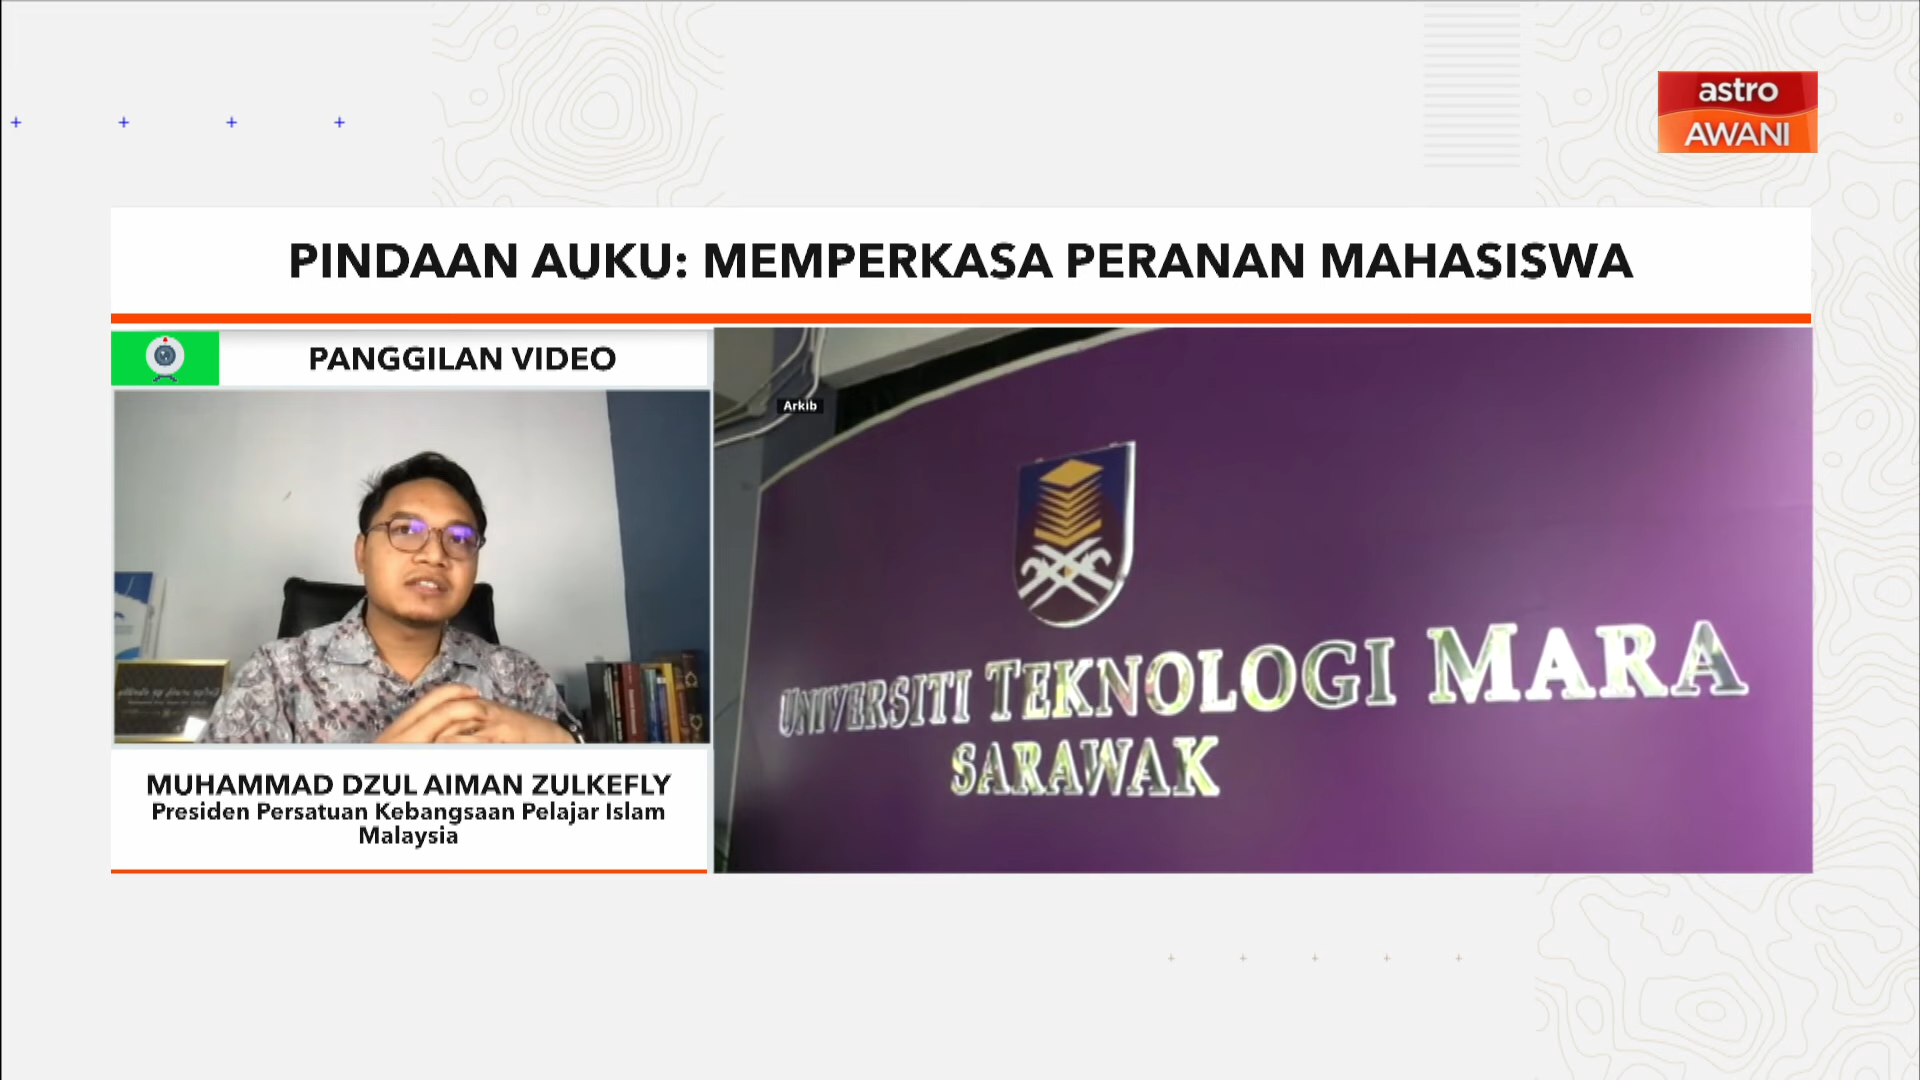 astro
AWANI
PINDAAN AUKU: MEMPERKASA PERANAN MAHASISWA
PANGGILAN VIDEO
Arkib
UNIVERSITI TEKNOLOGI MARA
SARAWAK
MUHAMMAD DZUL AIMAN ZULKEFLY
Presiden Persatuan Kebangsaan Pelajar Islam
Malaysia